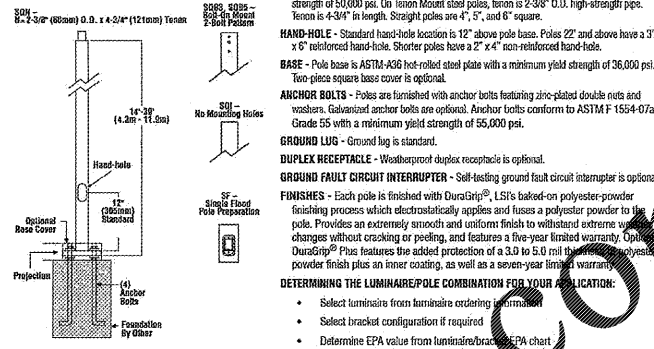 SQN –
N= 2-3/8" (60mm) O.D. x 4-3/4" (121mm) Tenon
14'-39'
(4.2m - 11.9m)
Hand-hole
12"
(305mm)
Standard
Optional
Base Cover
Projection
(4)
Anchor
Bolts
Foundation
By Other
SQB3, SQB5 –
Bolt-On Mount
2-Bolt Pattern
SQI –
No Mounting Holes
SF –
Single Flood
Pole Preparation
strength of 50,000 psi. On Tenon Mount steel poles, tenon is 2-3/8" O.D. high-strength pipe.
Tenon is 4-3/4" in length. Straight poles are 4", 5", and 6" square.
HAND-HOLE - Standard hand-hole location is 12" above pole base. Poles 22' and above have a 3"
x 6" reinforced hand-hole. Shorter poles have a 2" x 4" non-reinforced hand-hole.
BASE - Pole base is ASTM-A36 hot-rolled steel plate with a minimum yield strength of 36,000 psi.
Two-piece square base cover is optional.
ANCHOR BOLTS - Poles are furnished with anchor bolts featuring zinc-plated double nuts and
washers. Galvanized anchor bolts are optional. Anchor bolts conform to ASTM F 1554-07a
Grade 55 with a minimum yield strength of 55,000 psi.
GROUND LUG - Ground lug is standard.
DUPLEX RECEPTACLE - Weatherproof duplex receptacle is optional.
GROUND FAULT CIRCUIT INTERRUPTER - Self-testing ground fault circuit interrupter is optional
FINISHES - Each pole is finished with DuraGrip®, LSI's baked-on polyester-powder
finishing process which electrostatically applies and fuses a polyester powder to the
pole. Provides an extremely smooth and uniform finish to withstand extreme weather
changes without cracking or peeling, and features a five-year limited warranty. Optional
DuraGrip® Plus features the added protection of a 3.0 to 5.0 mil thickness of polyester
powder finish plus an inner coating, as well as a seven-year limited warranty.
DETERMINING THE LUMINAIRE/POLE COMBINATION FOR YOUR APPLICATION:
• Select luminaire from luminaire ordering information
• Select bracket configuration if required
• Determine EPA value from luminaire/bracket EPA chart